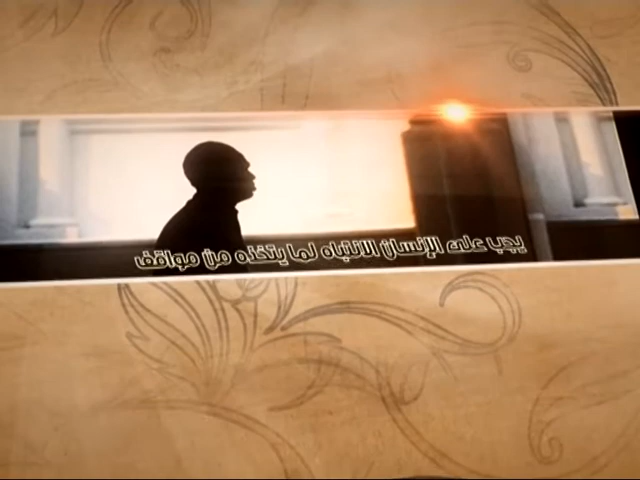 يجب على الإنسان الانتباه لما يتخذه من مواقف